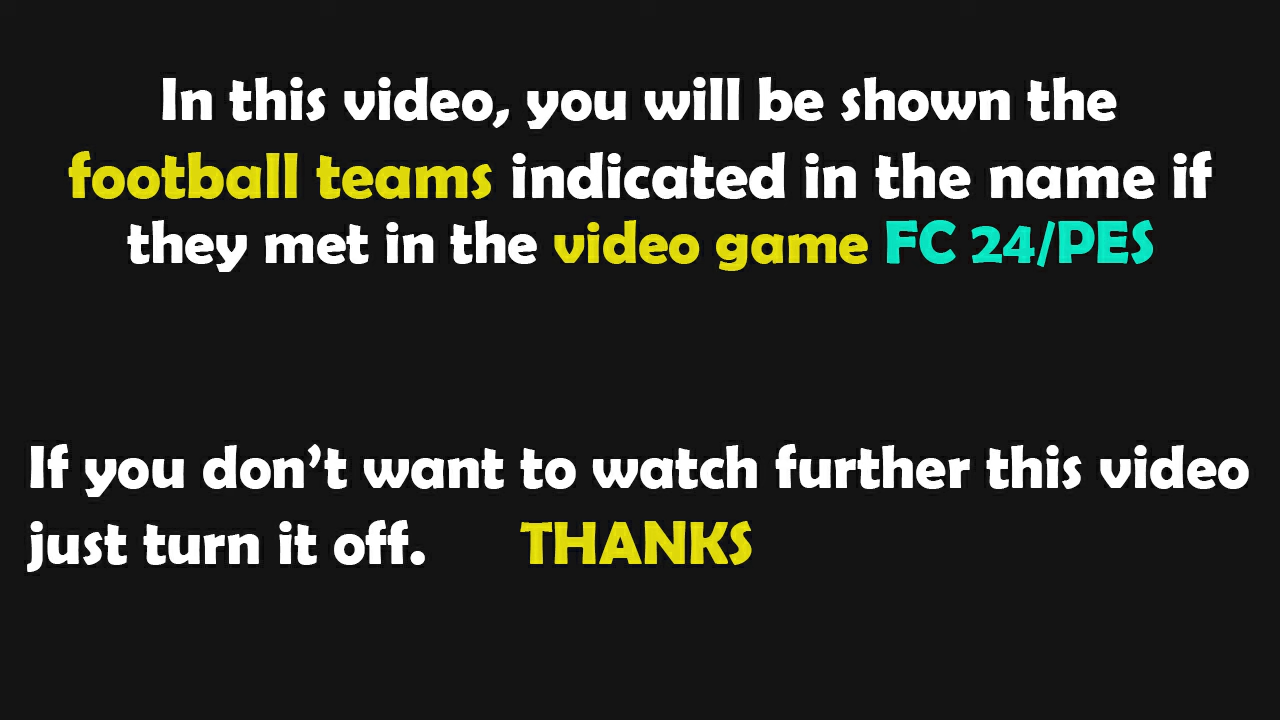 In this video, you will be shown the
football teams indicated in the name if
they met in the video game FC 24/PES
If you don't want to watch further this video
just turn it off. THANKS